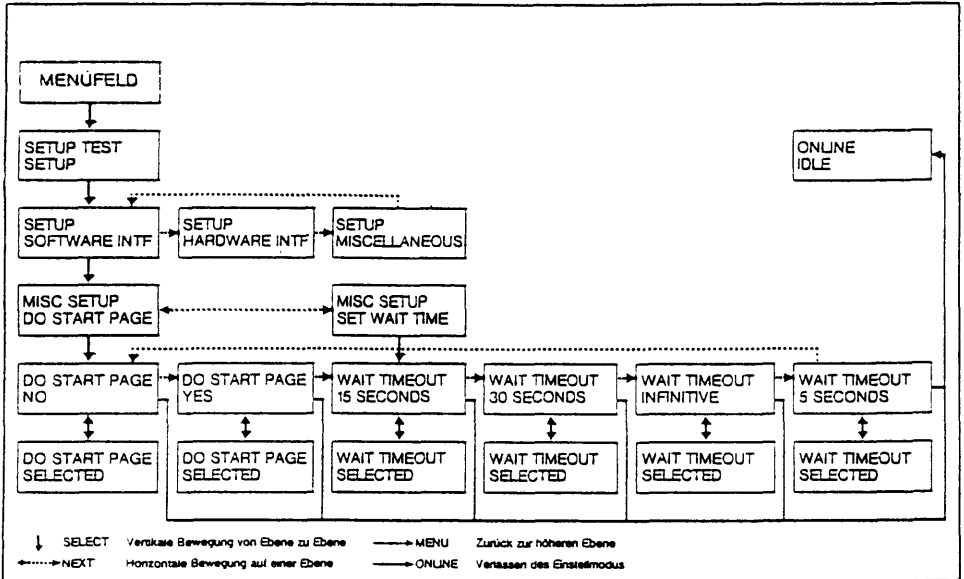 MENÜFELD
SETUP TEST
SETUP
ONLINE
IDLE
SETUP
SOFTWARE INTF
SETUP
HARDWARE INTF
SETUP
MISCELLANEOUS
MISC SETUP
DO START PAGE
MISC SETUP
SET WAIT TIME
DO START PAGE
NO
DO START PAGE
YES
WAIT TIMEOUT
15 SECONDS
WAIT TIMEOUT
30 SECONDS
WAIT TIMEOUT
INFINITIVE
WAIT TIMEOUT
5 SECONDS
DO START PAGE
SELECTED
DO START PAGE
SELECTED
WAIT TIMEOUT
SELECTED
WAIT TIMEOUT
SELECTED
WAIT TIMEOUT
SELECTED
WAIT TIMEOUT
SELECTED
SELECT Vertikale Bewegung von Ebene zu Ebene MENU Zurück zur höheren Ebene
NEXT Horizontale Bewegung auf einer Ebene ONLINE Verlassen des Einstellmodus